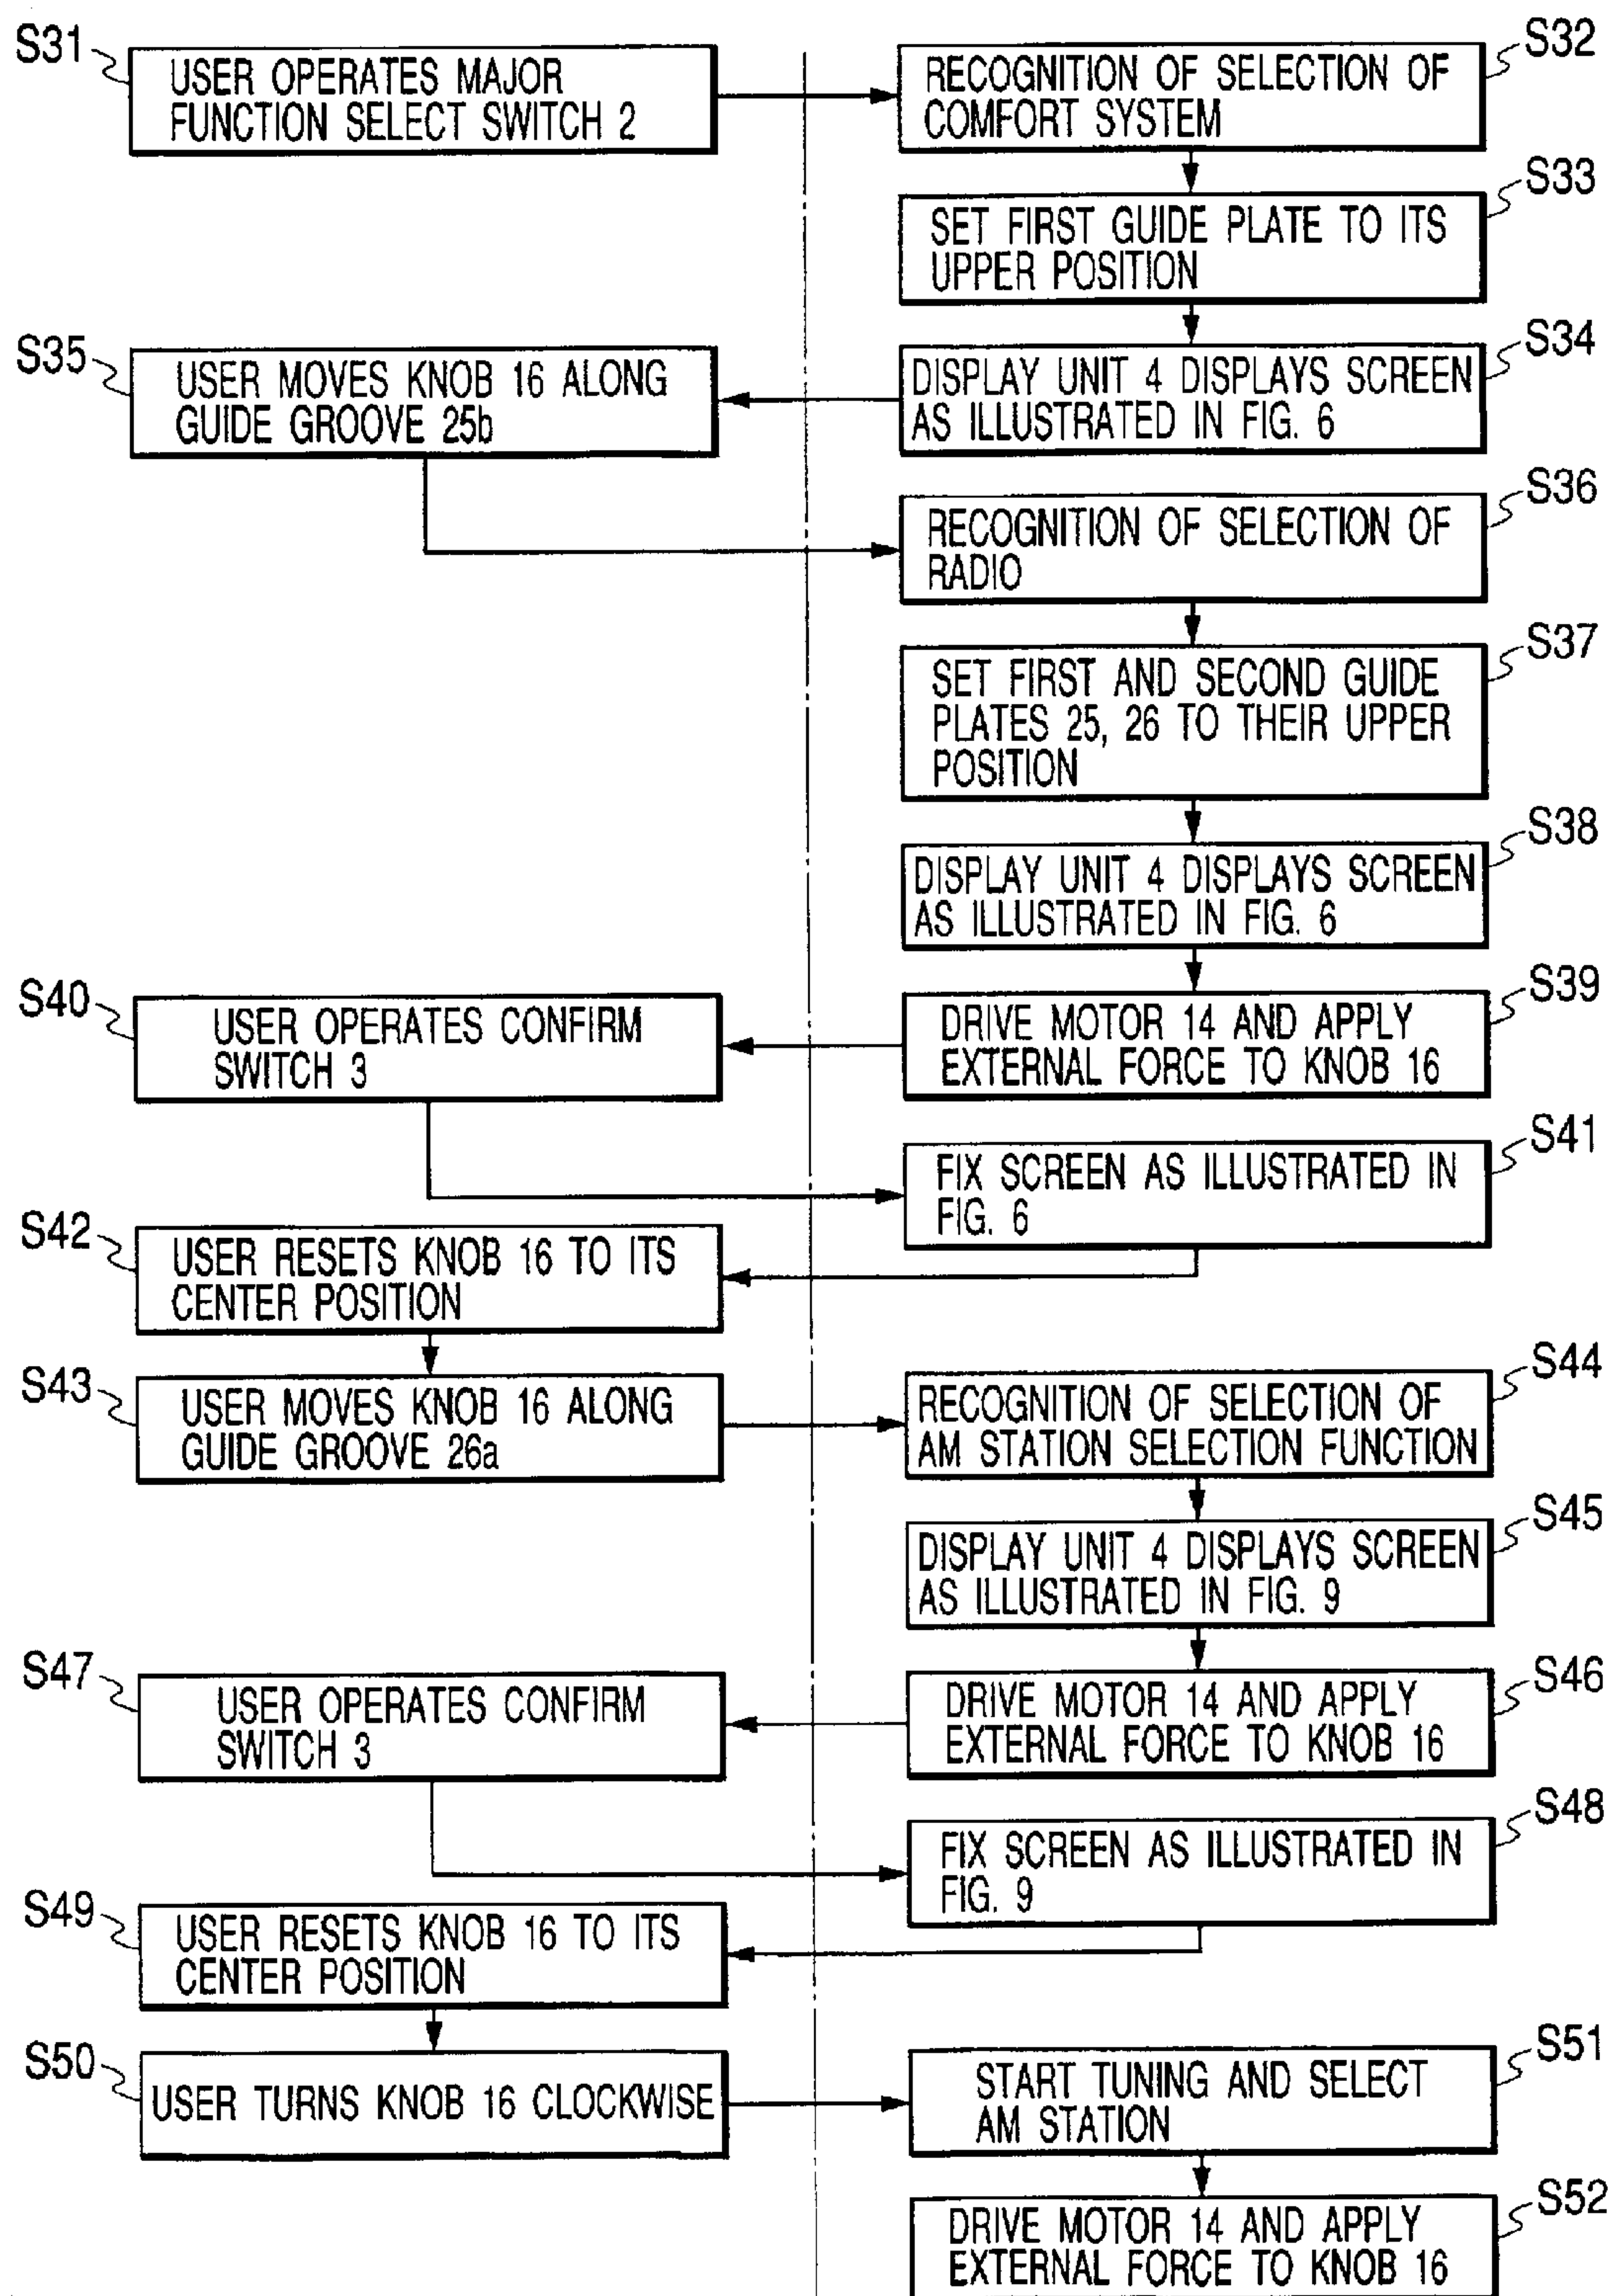 S31
USER OPERATES MAJOR
FUNCTION SELECT SWITCH 2
S32
RECOGNITION OF SELECTION OF
COMFORT SYSTEM
S33
SET FIRST GUIDE PLATE TO ITS
UPPER POSITION
S34
DISPLAY UNIT 4 DISPLAYS SCREEN
AS ILLUSTRATED IN FIG. 6
S35
USER MOVES KNOB 16 ALONG
GUIDE GROOVE 25b
S36
RECOGNITION OF SELECTION OF
RADIO
S37
SET FIRST AND SECOND GUIDE
PLATES 25, 26 TO THEIR UPPER
POSITION
S38
DISPLAY UNIT 4 DISPLAYS SCREEN
AS ILLUSTRATED IN FIG. 6
S39
DRIVE MOTOR 14 AND APPLY
EXTERNAL FORCE TO KNOB 16
S40
USER OPERATES CONFIRM
SWITCH 3
S41
FIX SCREEN AS ILLUSTRATED IN
FIG. 6
S42
USER RESETS KNOB 16 TO ITS
CENTER POSITION
S43
USER MOVES KNOB 16 ALONG
GUIDE GROOVE 26a
S44
RECOGNITION OF SELECTION OF
AM STATION SELECTION FUNCTION
S45
DISPLAY UNIT 4 DISPLAYS SCREEN
AS ILLUSTRATED IN FIG. 9
S46
DRIVE MOTOR 14 AND APPLY
EXTERNAL FORCE TO KNOB 16
S47
USER OPERATES CONFIRM
SWITCH 3
S48
FIX SCREEN AS ILLUSTRATED IN
FIG. 9
S49
USER RESETS KNOB 16 TO ITS
CENTER POSITION
S50
USER TURNS KNOB 16 CLOCKWISE
S51
START TUNING AND SELECT
AM STATION
S52
DRIVE MOTOR 14 AND APPLY
EXTERNAL FORCE TO KNOB 16